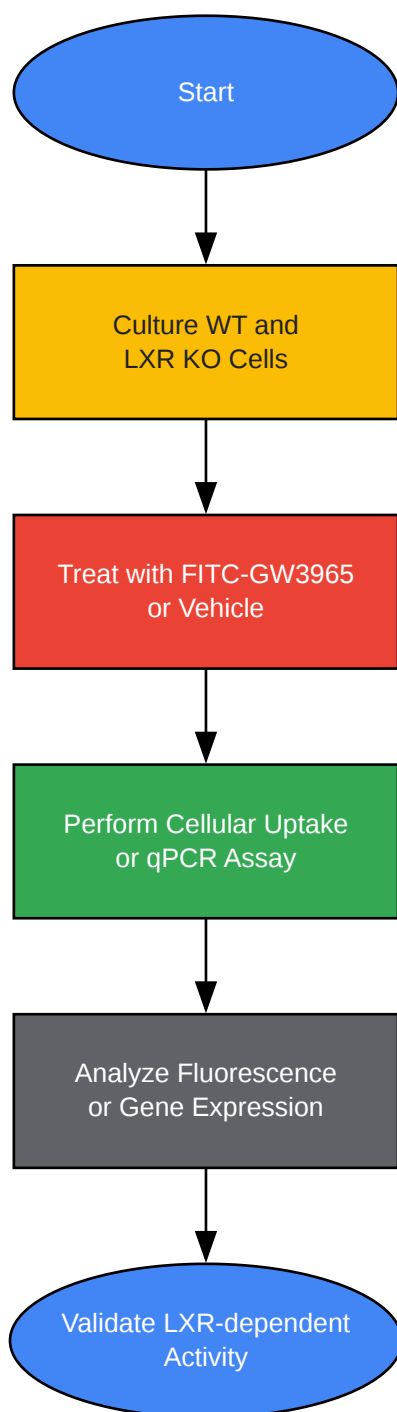 Start
Culture WT and
LXR KO Cells
Treat with FITC-GW3965
or Vehicle
Perform Cellular Uptake
or qPCR Assay
Analyze Fluorescence
or Gene Expression
Validate LXR-dependent
Activity